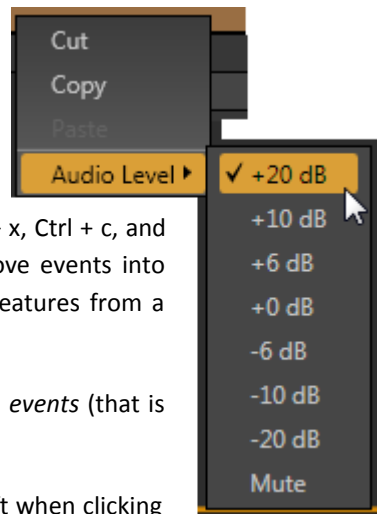 Cut
Copy
Paste
Audio Level
+20 dB
+10 dB
+6 dB
+0 dB
-6 dB
-10 dB
-20 dB
Mute
x, Ctrl + c, and
ove events into
eatures from a
events (that is
t when clicking